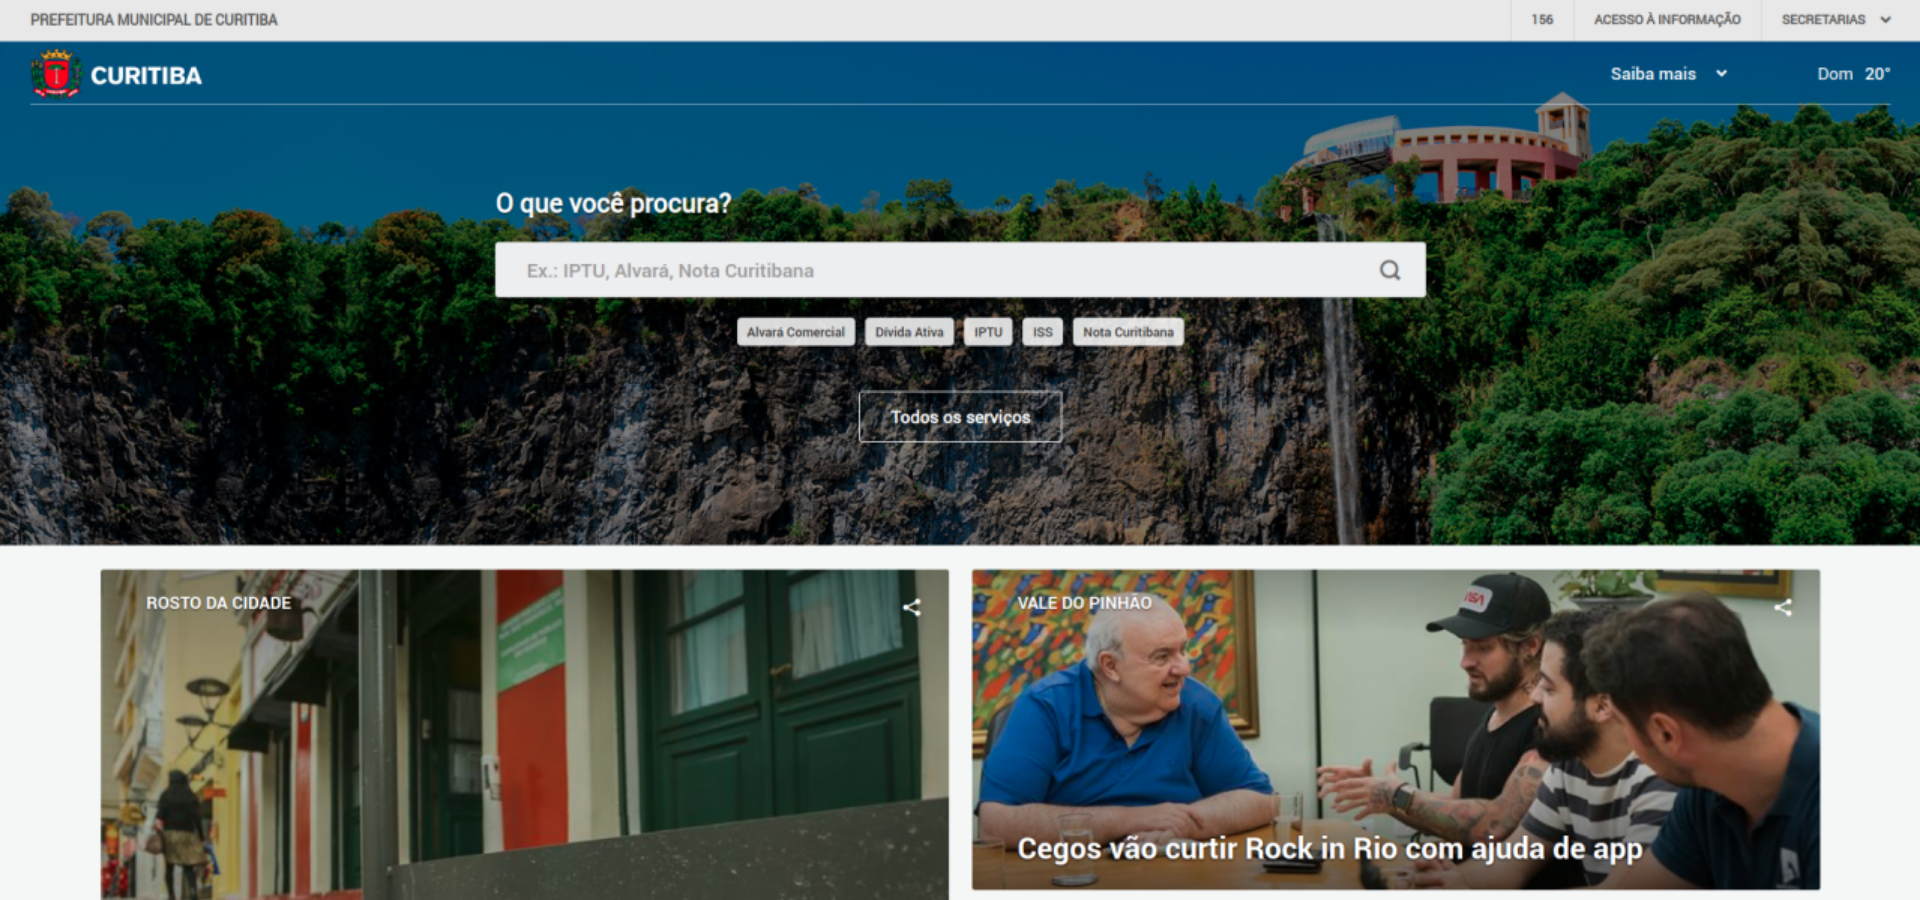 PREFEITURA MUNICIPAL DE CURITIBA
156
ACESSO À INFORMAÇÃO
SECRETARIAS
CURITIBA
Saiba mais
Dom 20°
O que você procura?
Ex.: IPTU, Alvará, Nota Curitibana
Alvará Comercial
Dívida Ativa
IPTU
ISS
Nota Curitibana
Todos os serviços
ROSTO DA CIDADE
VALE DO PINHÃO
Cegos vão curtir Rock in Rio com ajuda de app